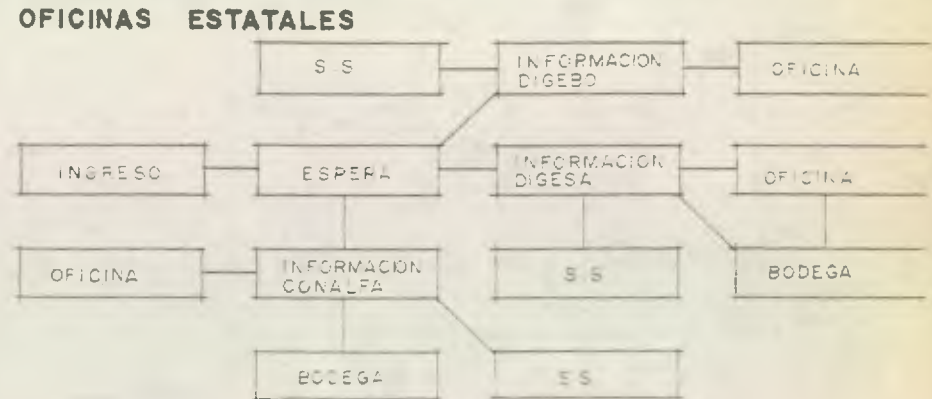 OFICINAS ESTATALES
S.S
INFORMACION
DIGEBO
OFICINA
INGRESO
ESPERA
INFORMACION
DIGESA
OFICINA
OFICINA
INFORMACION
CONALFA
S.S
BODEGA
BODEGA
S.S